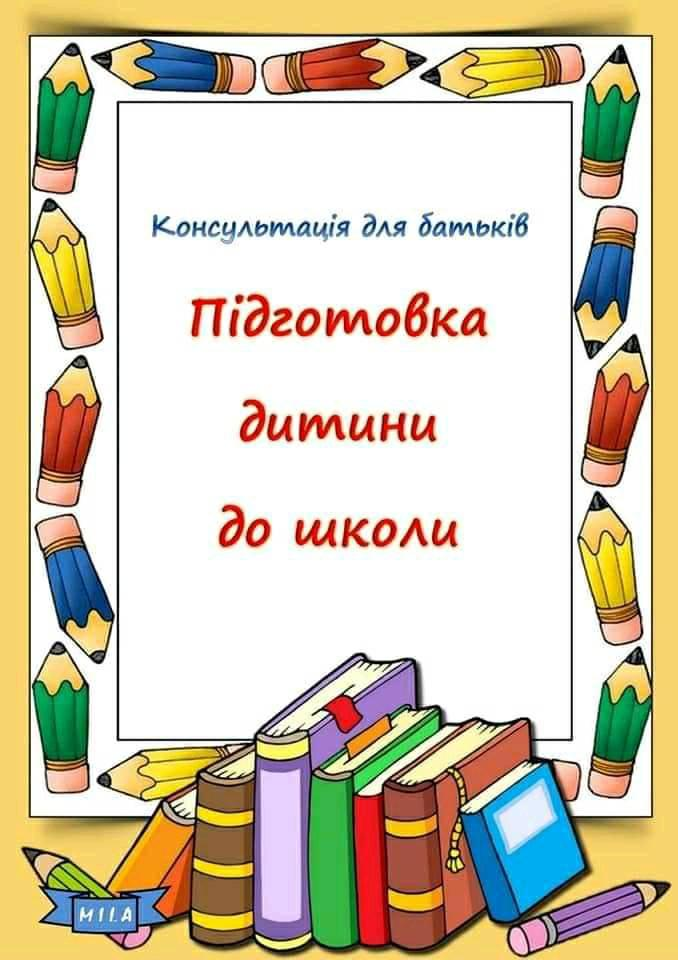 Консультація для батьків
Підготовка
дитини
до школи
MILA